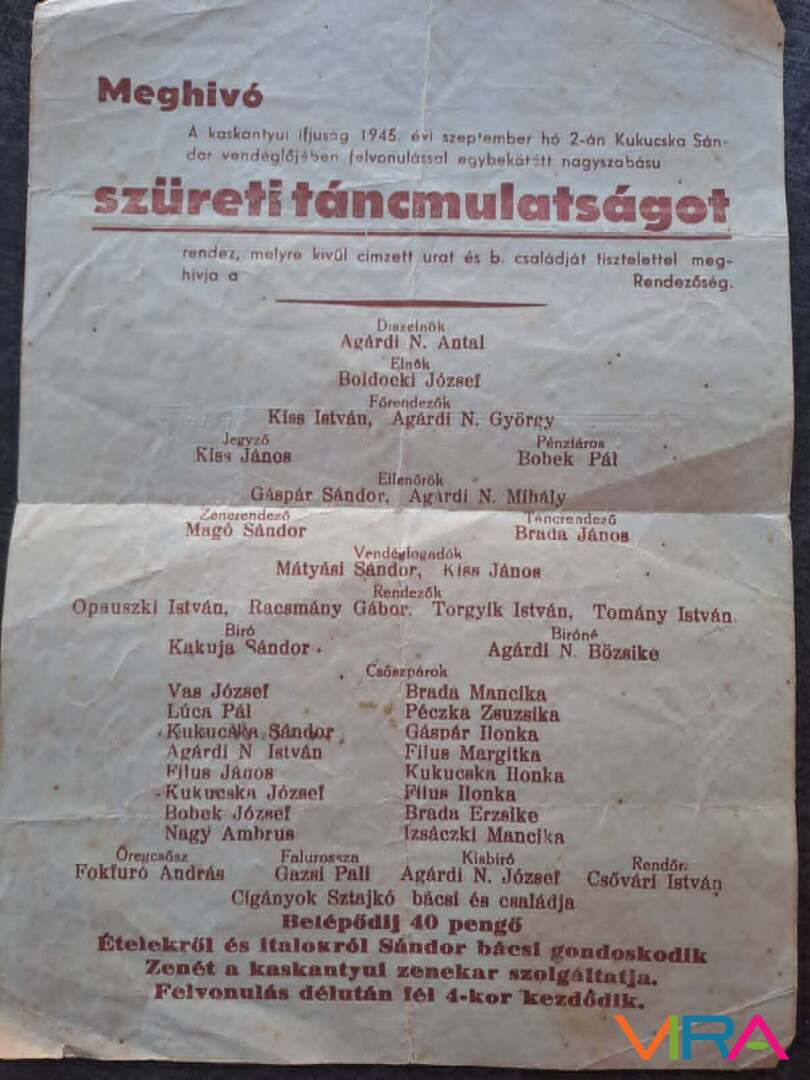 Meghivó
A kaskantyui ifjuság 1945. évi szeptember hó 2-án Kukucska Sán-
dor vendéglőjében felvonulással egybekötött nagyszabásu
szüreti táncmulatságot
rendez, melyre kivül cimzett urat és b. családját tisztelettel meg-
hivja a Rendezőség.
Diszelnök
Agárdi N. Antal
Elnök
Boldocki József
Főrendezők
Kiss István, Agárdi N. György
Jegyző Pénztáros
Kiss János Bobek Pál
Ellenőrök
Gáspár Sándor, Agárdi N. Mihály
Zenerendező Táncrendező
Magó Sándor Brada János
Vendéglogadók
Mátyási Sándor, Kiss János
Rendezők
Opauszki István, Racsmány Gábor. Torgyik István, Tomány István.
Biró Biróné
Kakuja Sándor. Agárdi N. Bözsike
Csőszpárok
Vas József Brada Mancika
Lúca Pál Péczka Zsuzsika
Kukucska Sándor Gáspár Ilonka
Agárdi N István Filus Margitka
Filus János Kukucska Ilonka
Kukucska József Filus Ilonka
Bobek József Brada Erzsike
Nagy Ambrus Izsáczki Mancika
Öregcsősz Falurossza Kisbiró Rendőr.
Fokfuró András Gazsi Pali Agárdi N. József Csővári István
Cigányok Sztajkó bácsi és családja
Belépődij 40 pengő
Ételekről és italokról Sándor bácsi gondoskodik
Zenét a kaskantyui zenekar szolgáltatja.
Felvonulás délután fél 4-kor kezdődik.
VIRA